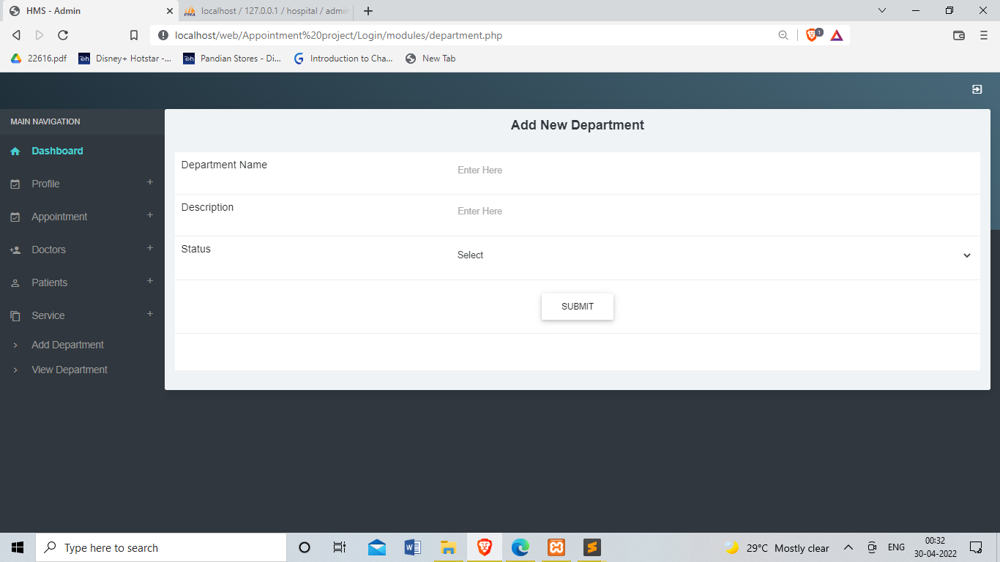 HMS - Admin
localhost / 127.0.0.1 / hospital / admin
localhost/web/Appointment%20project/Login/modules/department.php
1
22616.pdf
Disney+ Hotstar -...
Pandian Stores - Di...
Introduction to Cha...
New Tab
MAIN NAVIGATION
Dashboard
Profile
Appointment
Doctors
Patients
Service
Add Department
View Department
Add New Department
Department Name
Enter Here
Description
Enter Here
Status
Select
SUBMIT
Type here to search
29°C Mostly clear
ENG
00:32
30-04-2022